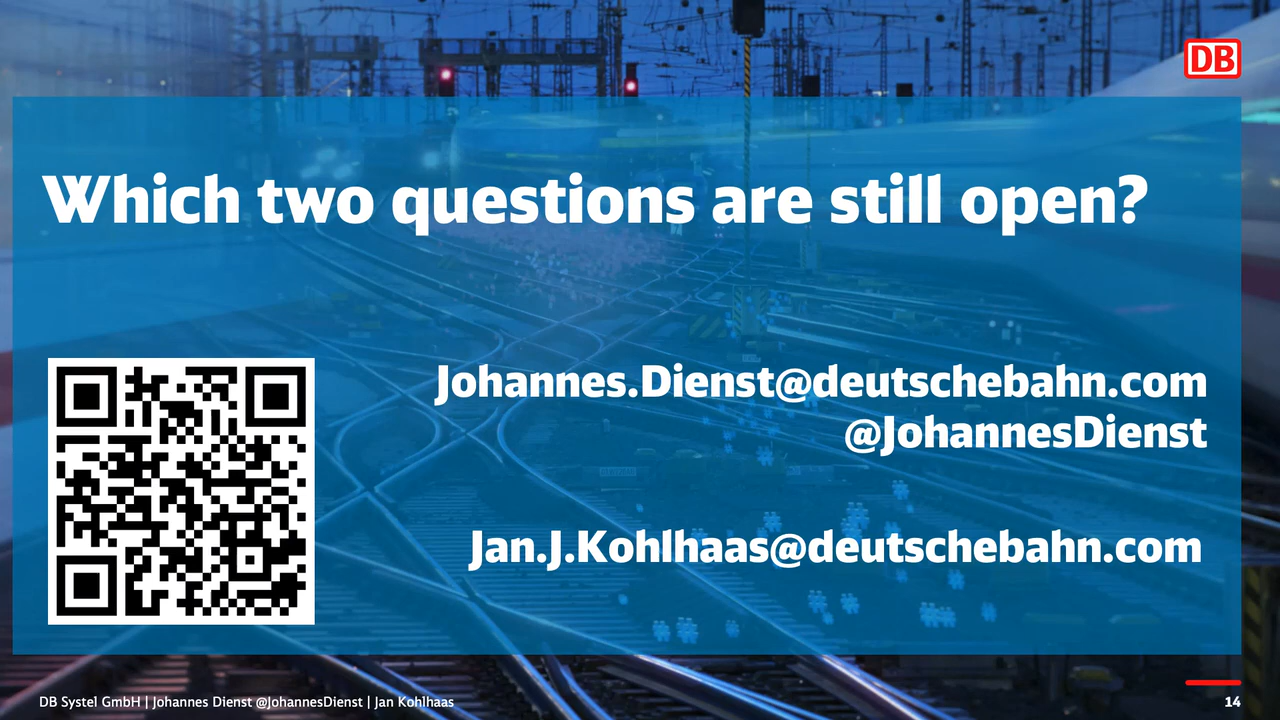 DB
Which two questions are still open?
Johannes.Dienst@deutschebahn.com
@JohannesDienst
Jan.J.Kohlhaas@deutschebahn.com
DB Systel GmbH | Johannes Dienst @JohannesDienst | Jan Kohlhaas
14